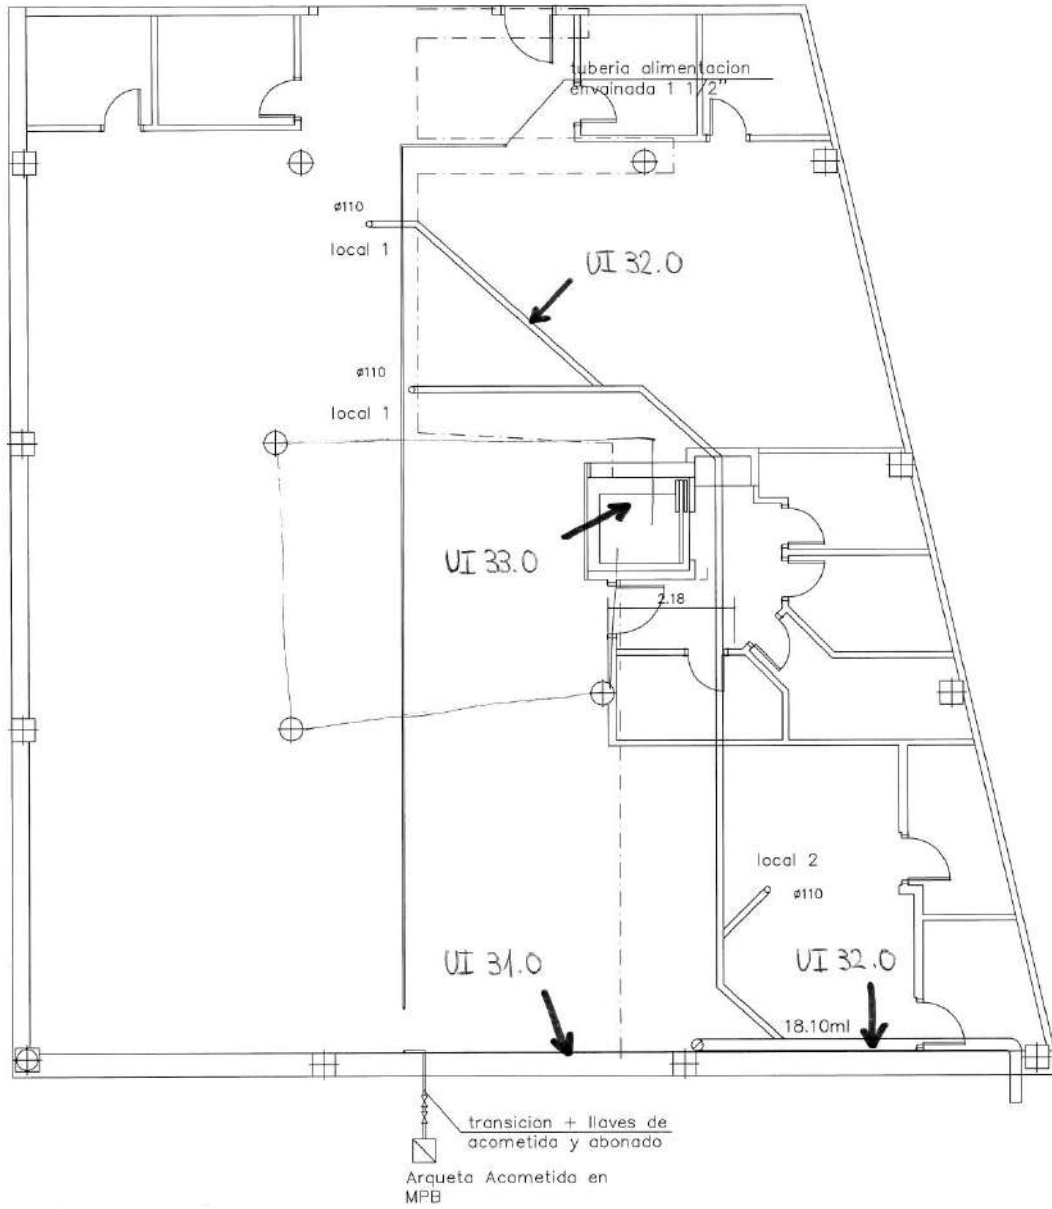 tuberia alimentacion
envainada 1 1/2"
ø110
local 1
UI 32.0
ø110
local 1
UI 33.0
2.18
local 2
ø110
UI 31.0
UI 32.0
18.10ml
transicion + llaves de
acometida y abonado
Arqueta Acometida en
MPB